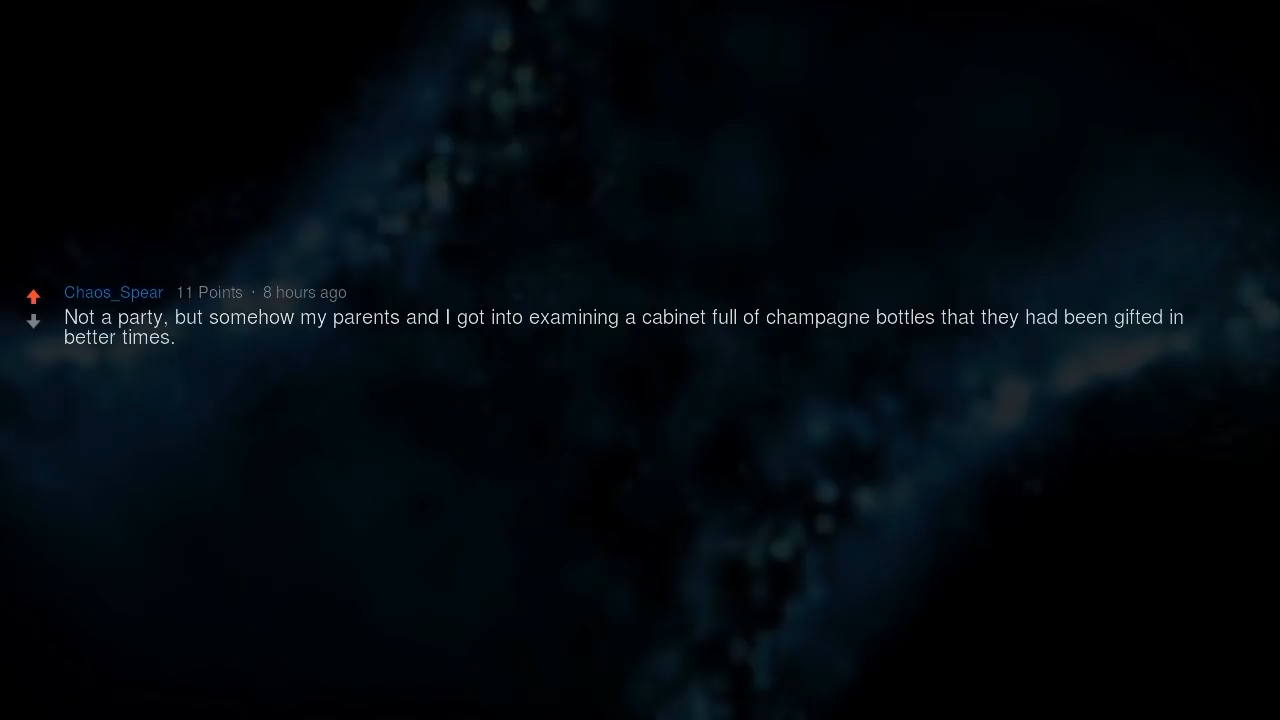 Chaos_Spear 11 Points · 8 hours ago
Not a party, but somehow my parents and I got into examining a cabinet full of champagne bottles that they had been gifted in
better times.